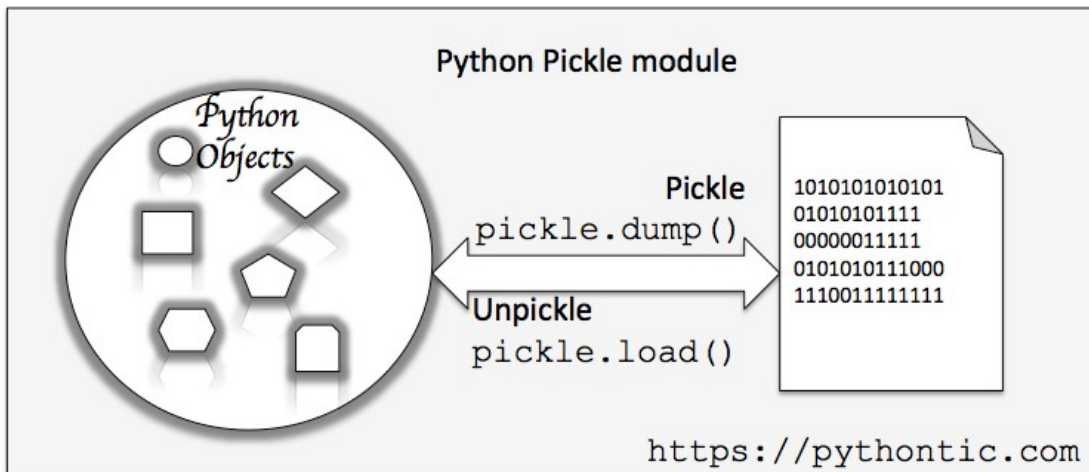 Python Pickle module
Python
Objects
Pickle
pickle.dump()
Unpickle
pickle.load()
1010101010101
01010101111
00000011111
0101010111000
1110011111111
https://pythontic.com